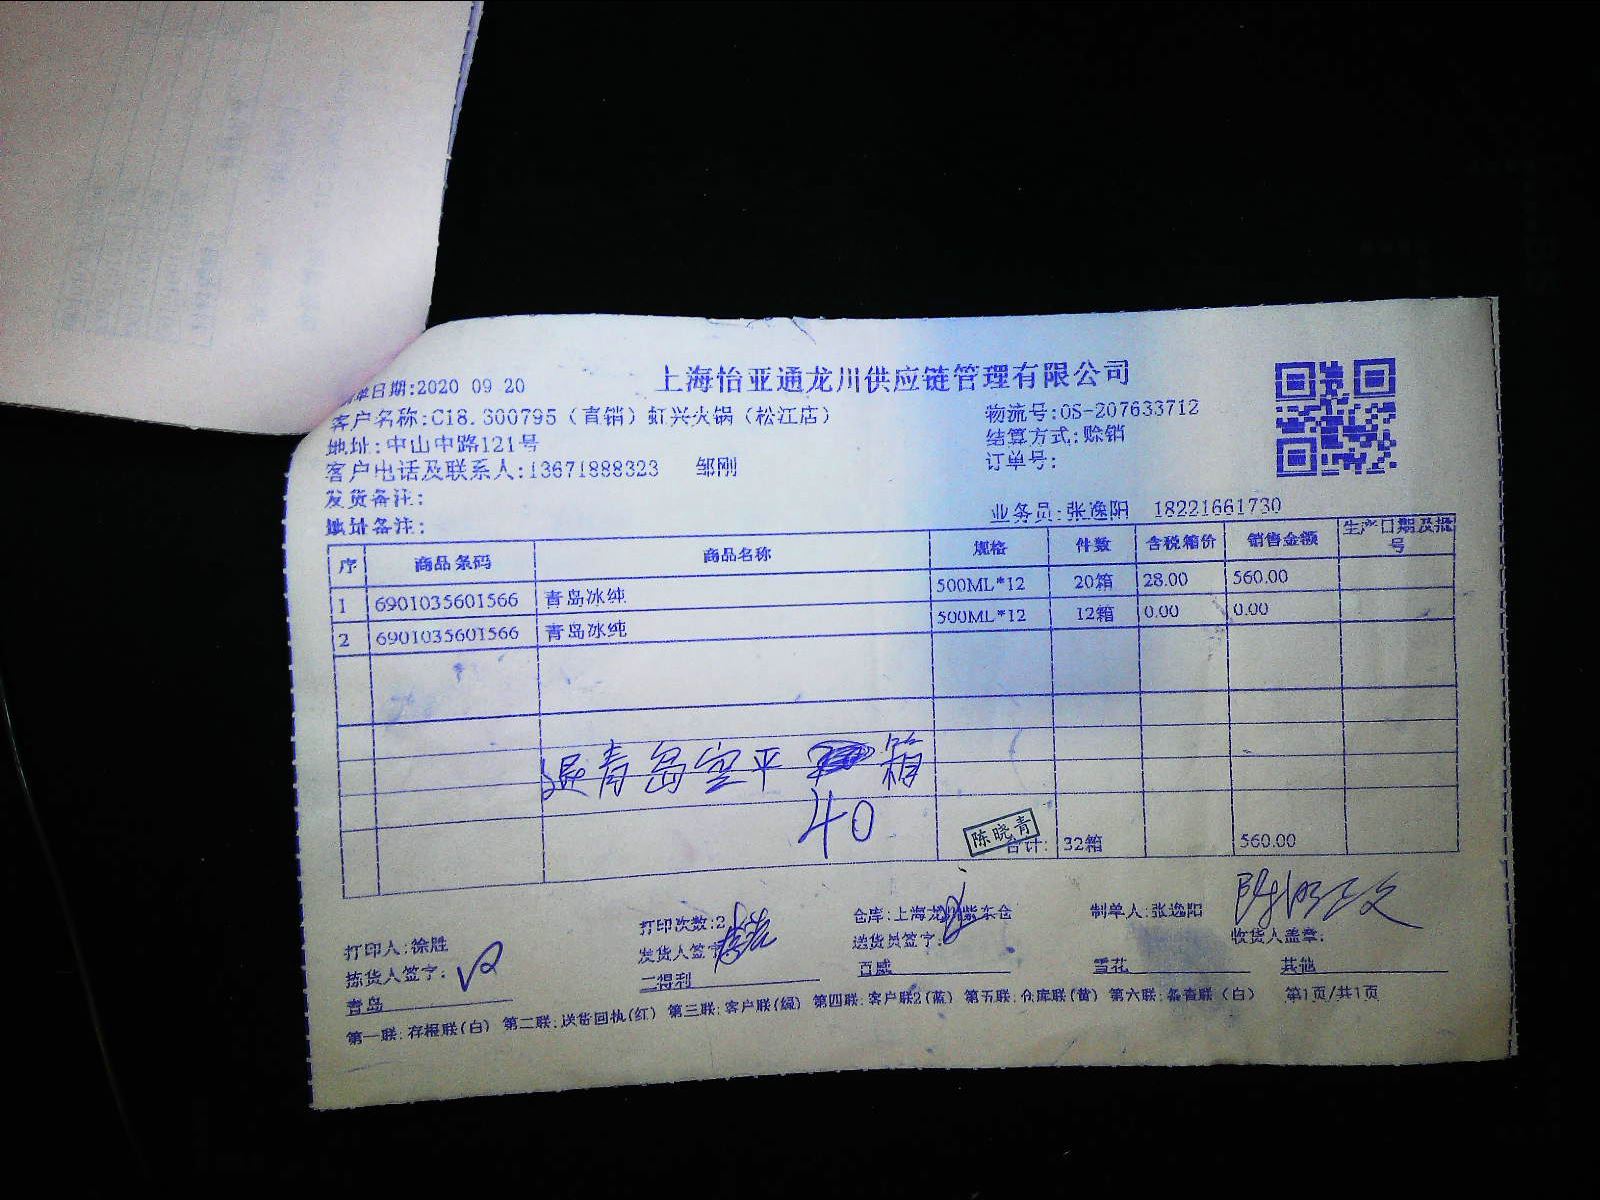 上海怡亚通龙川供应链管理有限公司
单日期:2020 09 20
客户名称:C18.300795（直销）虹兴火锅（松江店）
物流号:OS-207633712
地址:中山中路121号
结算方式:赊销
客户电话及联系人:13671888323 邹刚
订单号:
发货备注:
地址备注:
业务员:张逸阳 18221661730
序 商品条码 商品名称 规格 件数 含税箱价 销售金额 生产日期及批号
1 6901035601566 青岛冰纯 500ML*12 20箱 28.00 560.00
2 6901035601566 青岛冰纯 500ML*12 12箱 0.00 0.00
退青岛空平 箱
40
陈晓青
合计: 32箱 560.00
打印人:徐胜 打印次数:2 仓库:上海龙川紫东仓 制单人:张逸阳
拣货人签字: 发货人签字 送货员签字: 收货人盖章:
青岛 三得利 百威 雪花 其他
第一联:存根联(白) 第二联:送货回执(红) 第三联:客户联(绿) 第四联:客户联2(蓝) 第五联:仓库联(黄) 第六联:备查联(白) 第1页/共1页